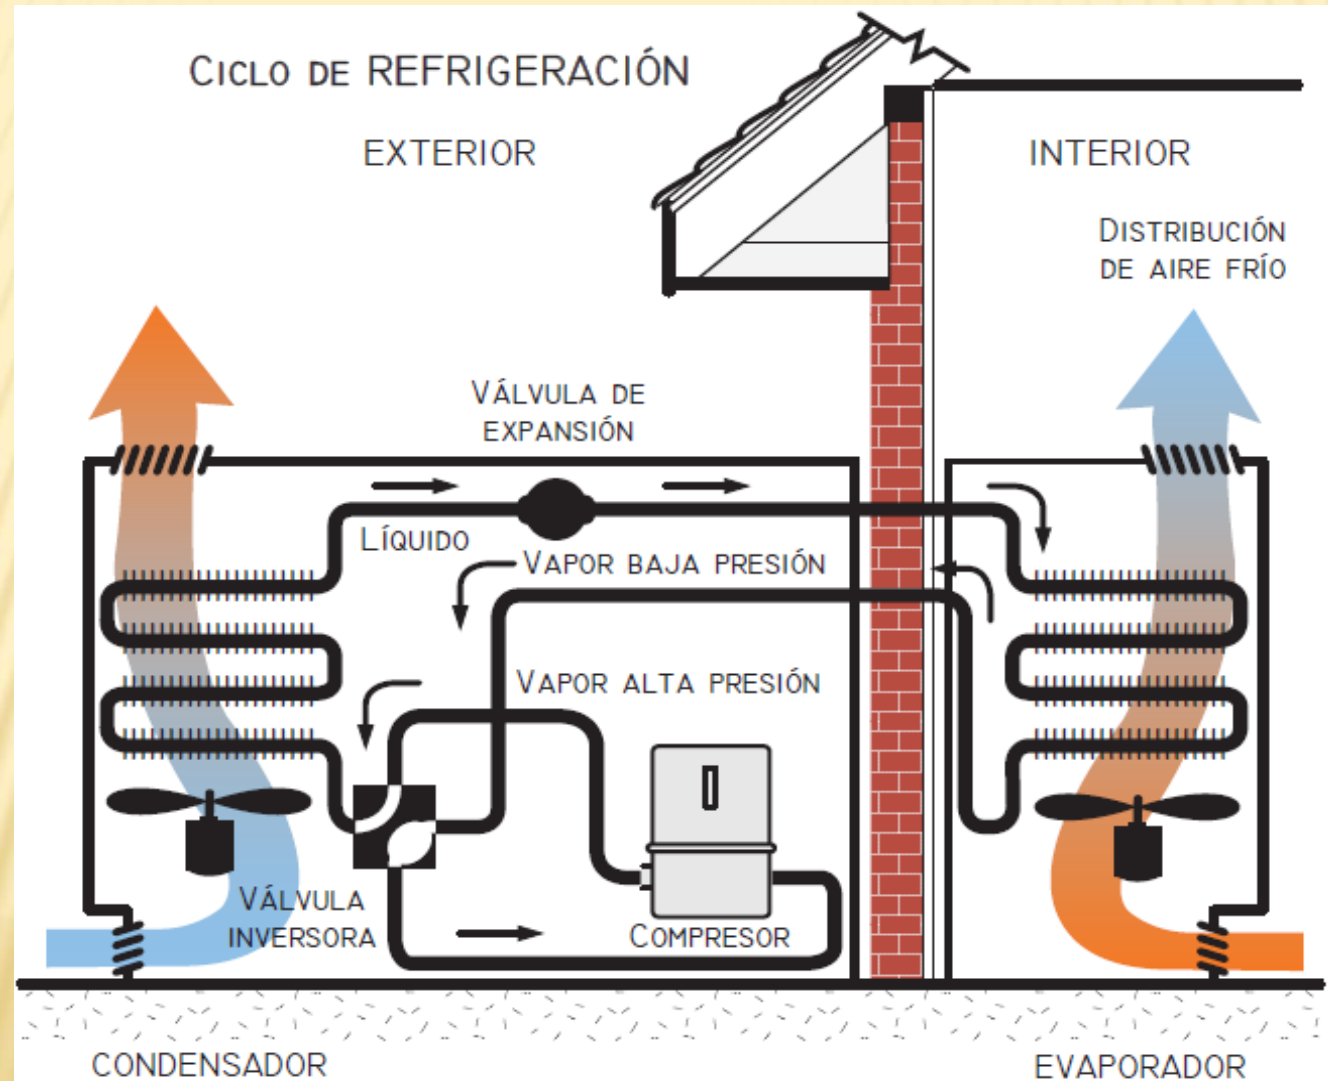 CICLO DE REFRIGERACIÓN
EXTERIOR
INTERIOR
DISTRIBUCIÓN
DE AIRE FRÍO
VÁLVULA DE
EXPANSIÓN
LÍQUIDO
VAPOR BAJA PRESIÓN
VAPOR ALTA PRESIÓN
VÁLVULA
INVERSORA
COMPRESOR
CONDENSADOR
EVAPORADOR